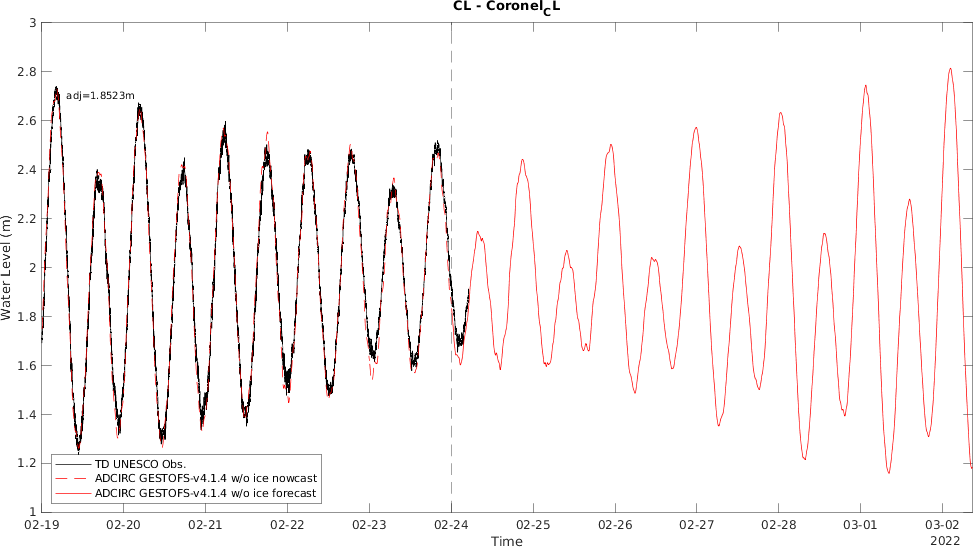 CL - Coronel_CL
3
2.8
adj=1.8523m
2.6
2.4
2.2
Water Level (m)
2
1.8
1.6
1.4
1.2
1
TD UNESCO Obs.
ADCIRC GESTOFS-v4.1.4 w/o ice nowcast
ADCIRC GESTOFS-v4.1.4 w/o ice forecast
02-19 02-20 02-21 02-22 02-23 02-24 02-25 02-26 02-27 02-28 03-01 03-02
Time
2022